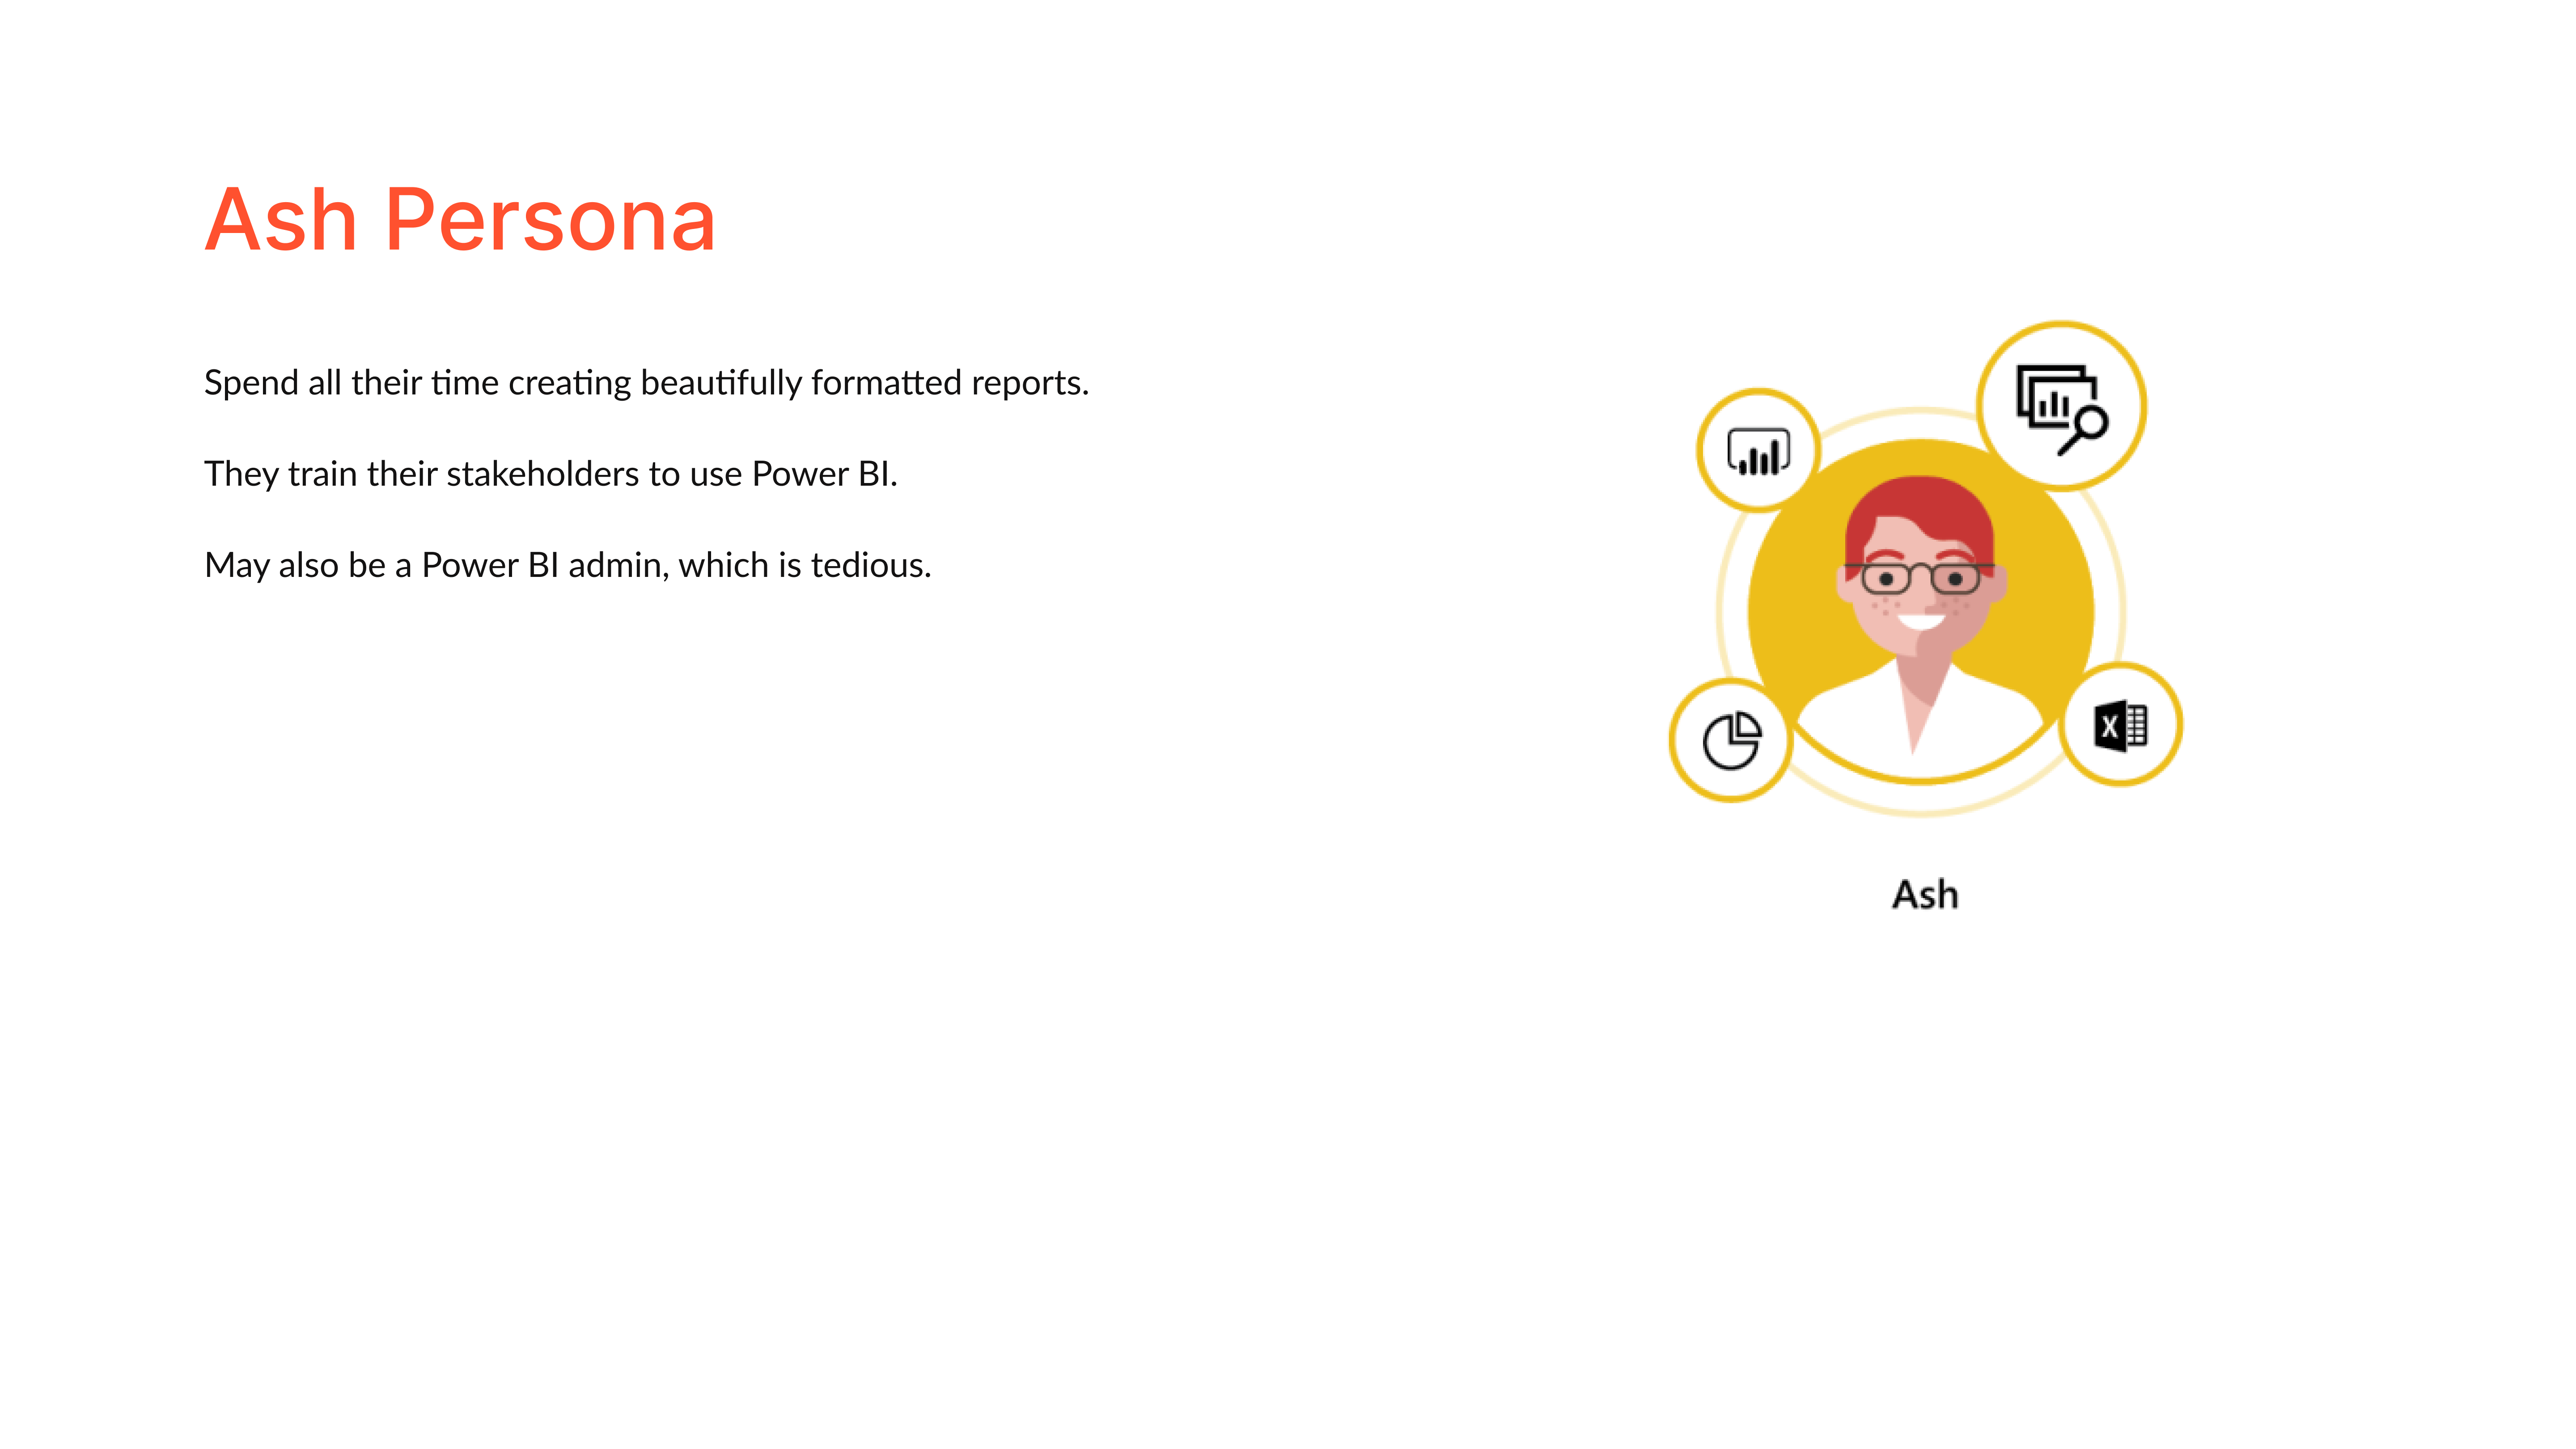 Ash Persona
Spend all their time creating beautifully formatted reports.
They train their stakeholders to use Power BI.
May also be a Power BI admin, which is tedious.
X
Ash